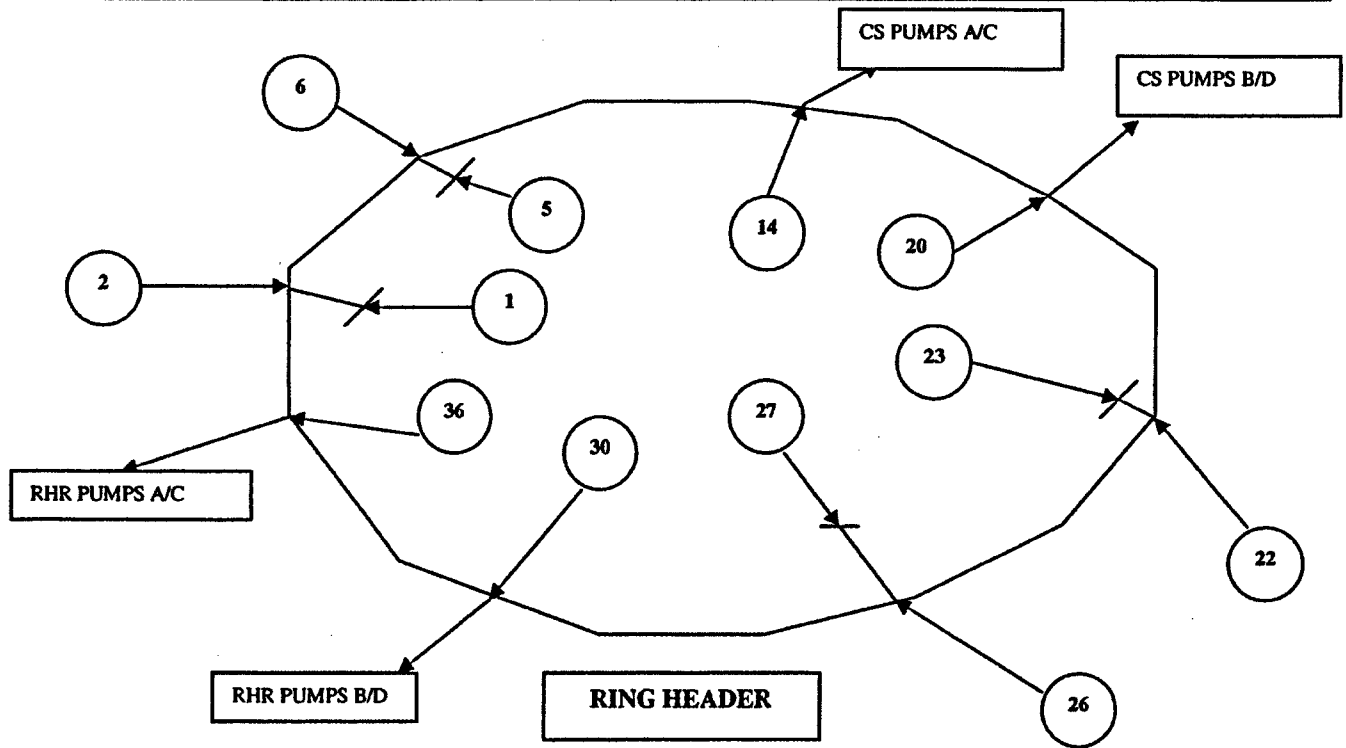 CS PUMPS A/C
CS PUMPS B/D
6
5
14
20
2
1
23
27
36
30
RHR PUMPS A/C
22
RHR PUMPS B/D
RING HEADER
26